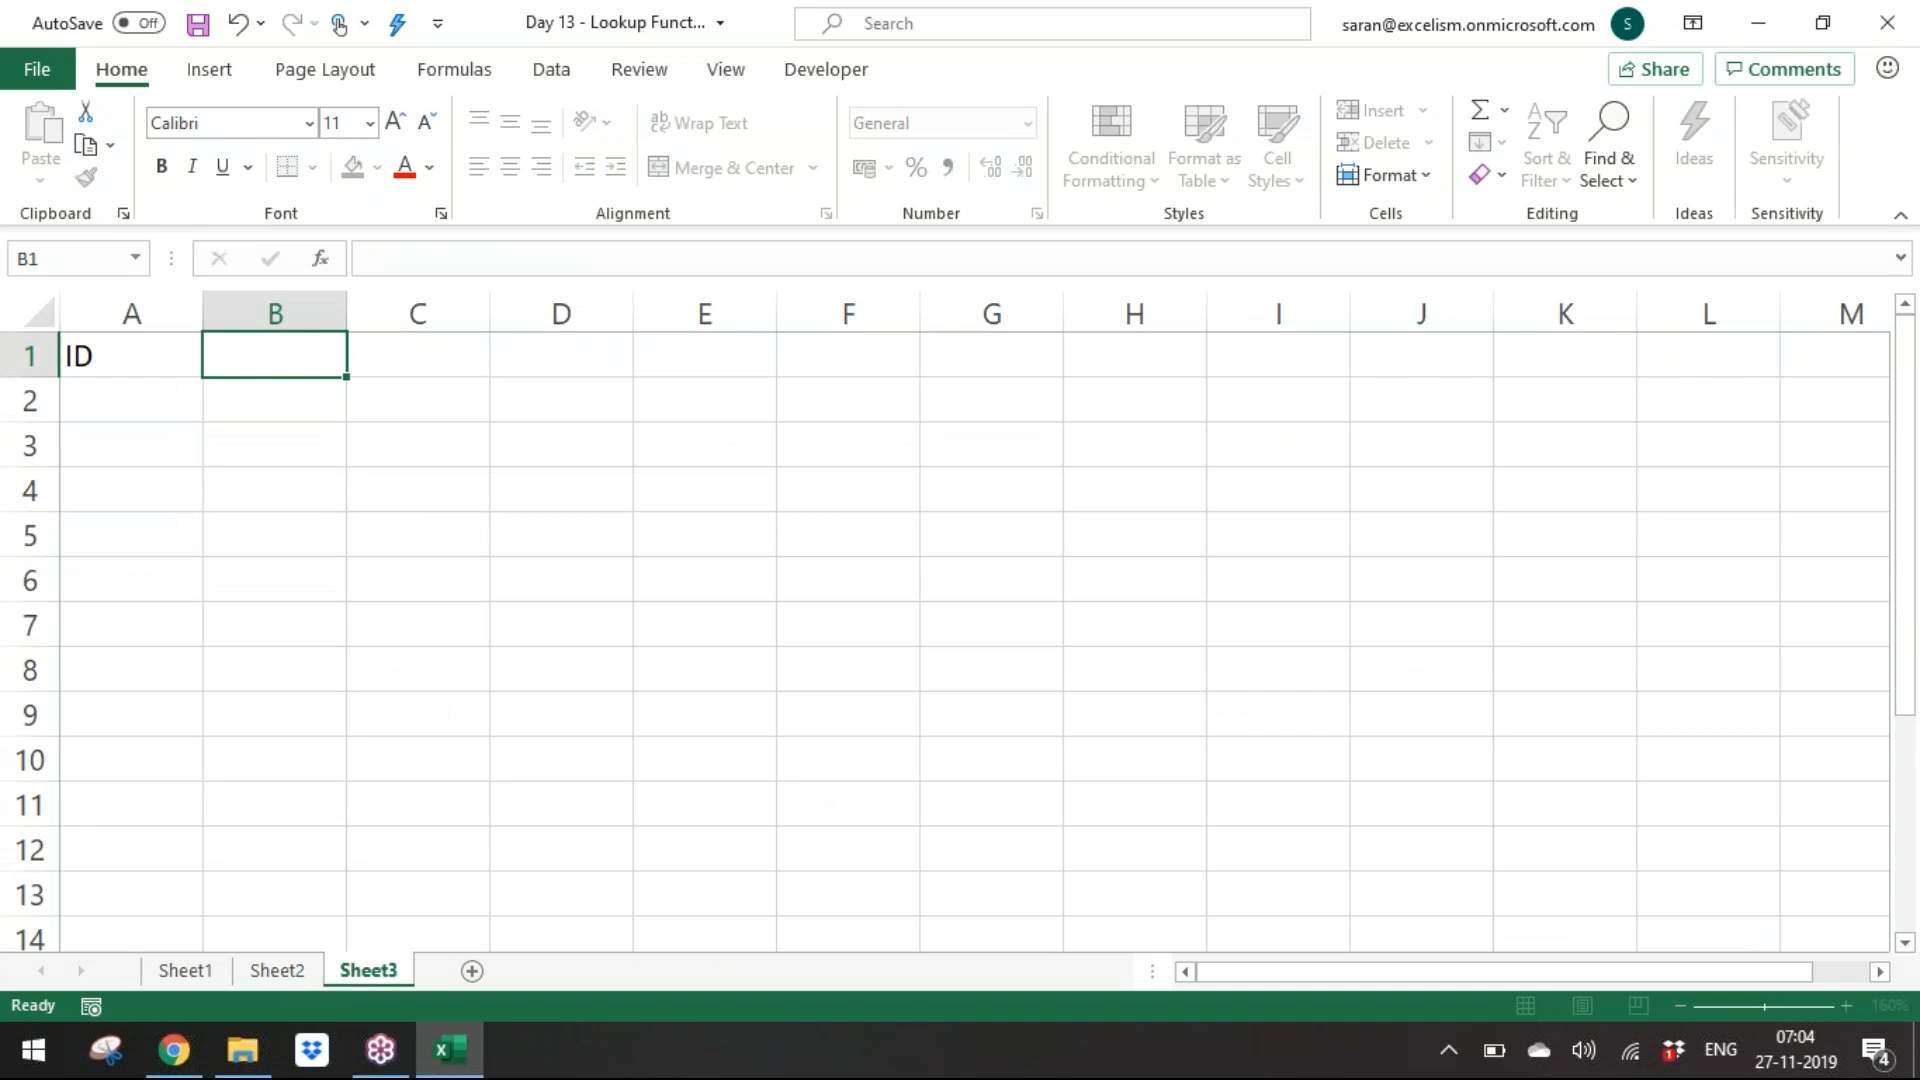 AutoSave Off Day 13 - Lookup Funct... Search saran@excelism.onmicrosoft.com S
File Home Insert Page Layout Formulas Data Review View Developer Share Comments
Calibri 11 A A ab Wrap Text General Σ Insert
Paste B I U A Merge & Center % Conditional Formatting Format as Table Cell Styles Delete Format Sort & Filter Find & Select Ideas Sensitivity
Clipboard Font Alignment Number Styles Cells Editing Ideas Sensitivity
B1 fx
A B C D E F G H I J K L M
1 ID
2
3
4
5
6
7
8
9
10
11
12
13
14
Sheet1 Sheet2 Sheet3
Ready 160%
ENG 07:04
27-11-2019 4